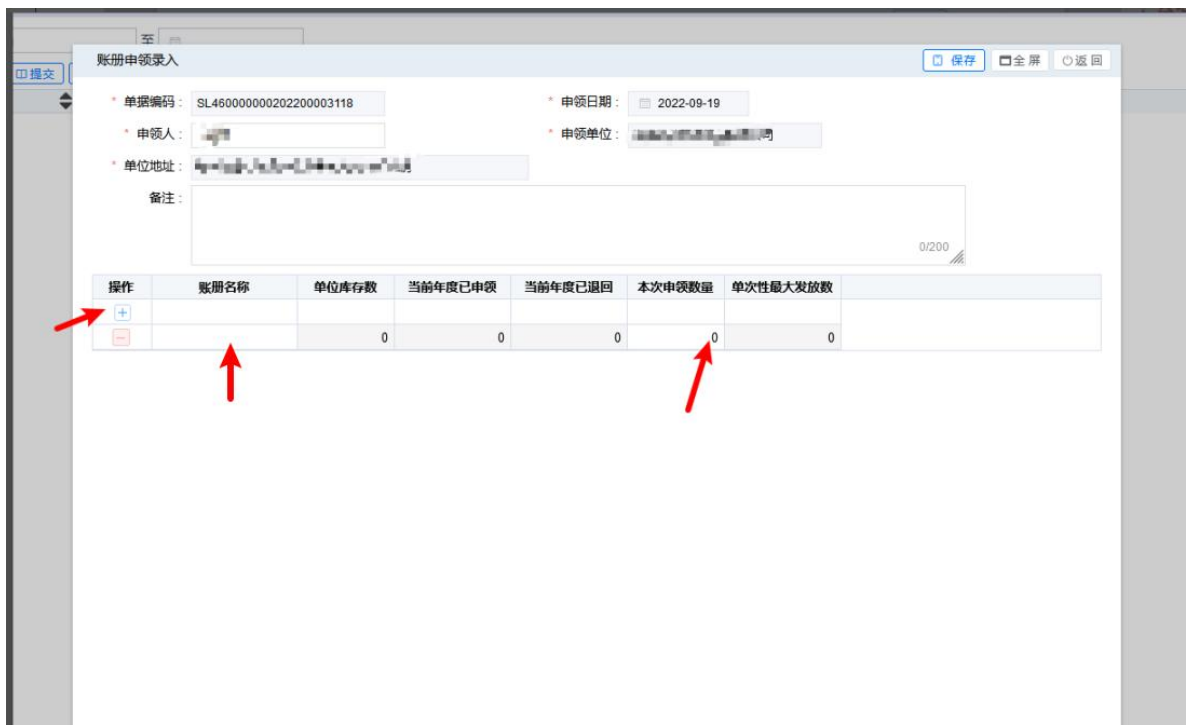 至
提交
账册申领录入 保存 全屏 返回
* 单据编码： SL460000000202200003118 * 申领日期： 2022-09-19
* 申领人： * 申领单位： 司
* 单位地址：
备注：
0/200
操作 账册名称 单位库存数 当前年度已申领 当前年度已退回 本次申领数量 单次性最大发放数
0 0 0 0 0